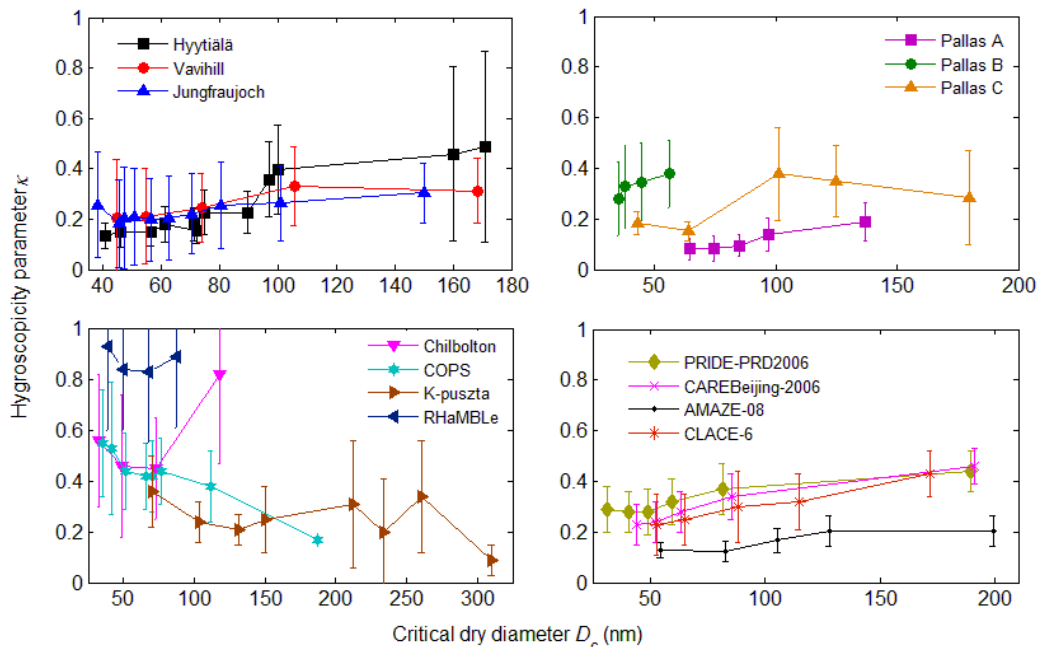 Hygroscopicity parameter κ
1
0.8
0.6
0.4
0.2
0
40 60 80 100 120 140 160 180
Hyytiälä
Vavihill
Jungfraujoch
1
0.8
0.6
0.4
0.2
0
50 100 150 200
Pallas A
Pallas B
Pallas C
1
0.8
0.6
0.4
0.2
0
50 100 150 200 250 300
Chilbolton
COPS
K-puszta
RHaMBLe
1
0.8
0.6
0.4
0.2
0
50 100 150 200
PRIDE-PRD2006
CAREBeijing-2006
AMAZE-08
CLACE-6
Critical dry diameter Dc (nm)